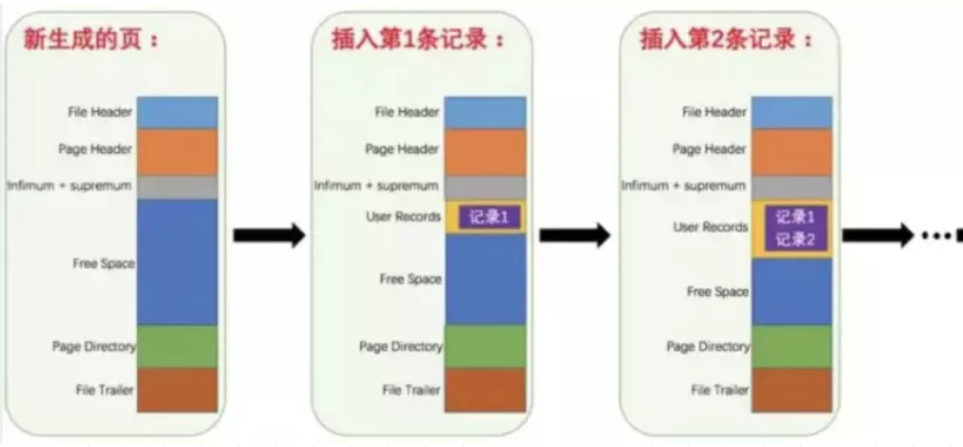 新生成的页：
File Header
Page Header
Infimum + supremum
Free Space
Page Directory
File Trailer
插入第1条记录：
File Header
Page Header
Infimum + supremum
User Records
记录1
Free Space
Page Directory
File Trailer
插入第2条记录：
File Header
Page Header
Infimum + supremum
User Records
记录1
记录2
Free Space
Page Directory
File Trailer